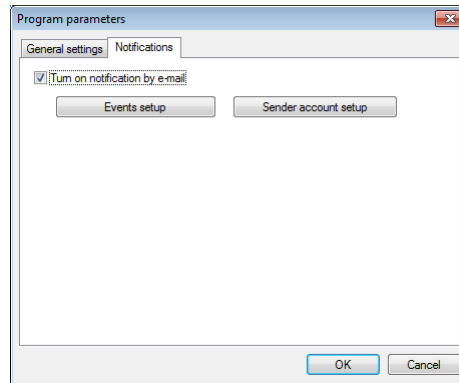 Program parameters
General settings Notifications
Turn on notification by e-mail
Events setup Sender account setup
OK Cancel